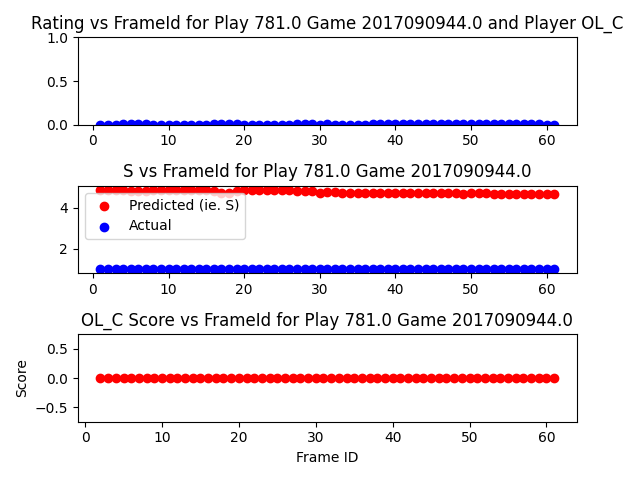 Rating vs FrameId for Play 781.0 Game 2017090944.0 and Player OL_C
1.0
0.5
0.0
0 10 20 30 40 50 60
S vs FrameId for Play 781.0 Game 2017090944.0
4
2
Predicted (ie. S)
Actual
0 10 20 30 40 50 60
OL_C Score vs FrameId for Play 781.0 Game 2017090944.0
Score
0.5
0.0
−0.5
0 10 20 30 40 50 60
Frame ID